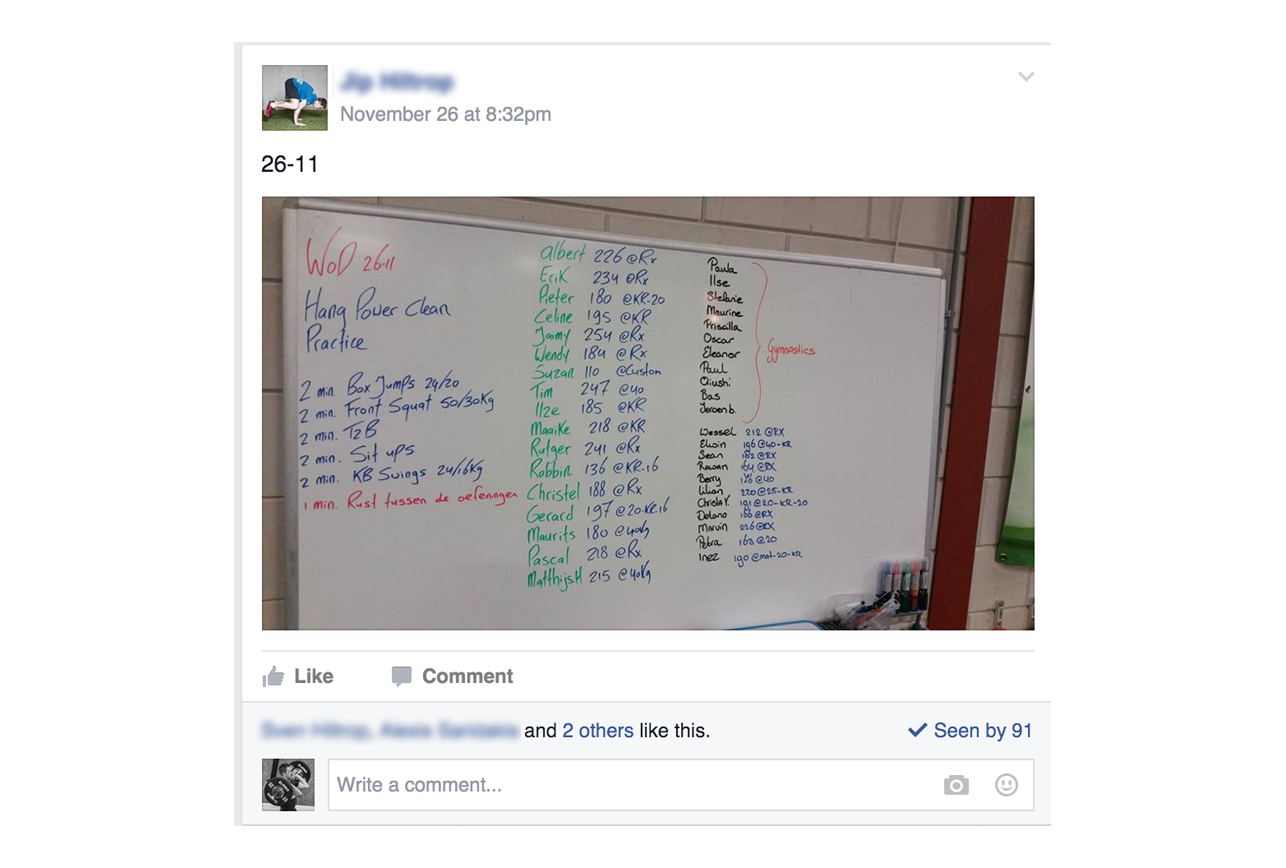 November 26 at 8:32pm
26-11
WoD 26-11
Hang Power Clean
Practice
2 min. Box Jumps 24/20
2 min. Front Squat 50/30kg
2 min. T2B
2 min. Sit ups
2 min. KB Swings 24/16kg
1 min. Rust tussen de oefeningen
Albert 226 @Rx
Erik 234 @Rx
Pieter 180 @KR-20
Celine 195 @KR
Jaimy 254 @Rx
Wendy 184 @Rx
Suzan 110 @Custom
Tim 247 @40
Ilze 185 @KR
Maaike 218 @KR
Rutger 241 @Rx
Robbin 136 @KR-16
Christel 188 @Rx
Gerard 197 @20-KR.16
Maurits 180 @40kg
Pascal 218 @Rx
Matthijs.H 215 @40kg
Paula
Ilse
Stefanie
Maurine
Priscilla
Oscar
Eleanor
Paul
Qiushi
Bas
Jeroen b.
Gymnastics
Wessel 212 @RX
Elwin 196 @40-KR
Sean 182 @RX
Rowan 164 @RX
Berry 176 @40
Lilian 220 @25-KR
Christa V. 191 @20-KR-20
Delano 166 @RX
Marvin 226 @RX
Petra 163 @20
Inez 190 @mat-20-KR
Like
Comment
and 2 others like this.
Seen by 91
Write a comment...